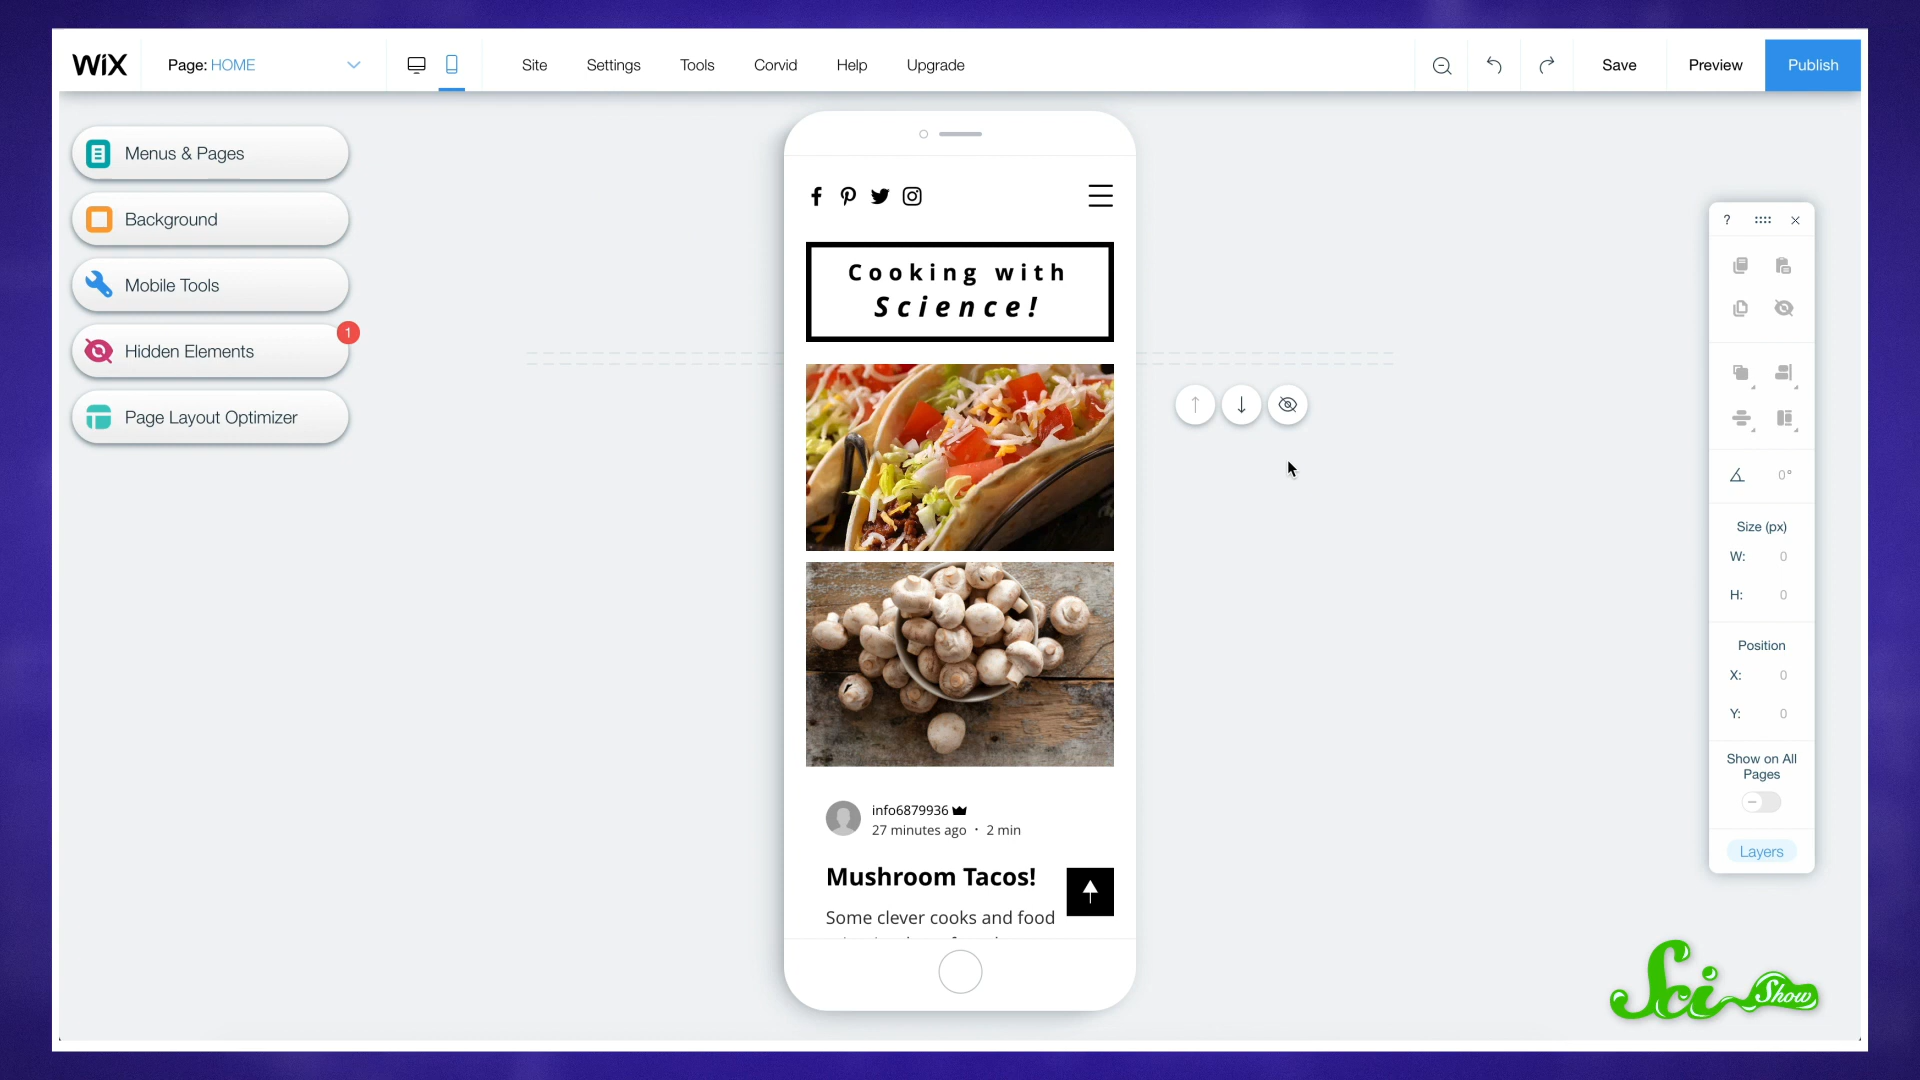 WiX
Page: HOME
Site
Settings
Tools
Corvid
Help
Upgrade
Save
Preview
Publish
Menus & Pages
Background
Mobile Tools
Hidden Elements
1
Page Layout Optimizer
Cooking with
Science!
info6879936
27 minutes ago · 2 min
Mushroom Tacos!
Some clever cooks and food
?
0°
Size (px)
W: 0
H: 0
Position
X: 0
Y: 0
Show on All
Pages
Layers
Sci Show